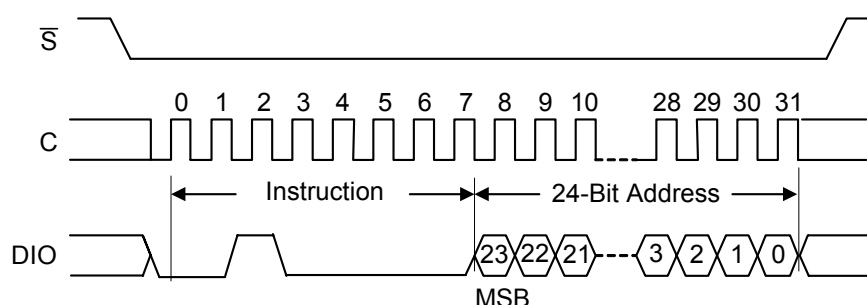 S
0 1 2 3 4 5 6 7 8 9 10 28 29 30 31
C
Instruction 24-Bit Address
DIO 23 22 21 3 2 1 0
MSB